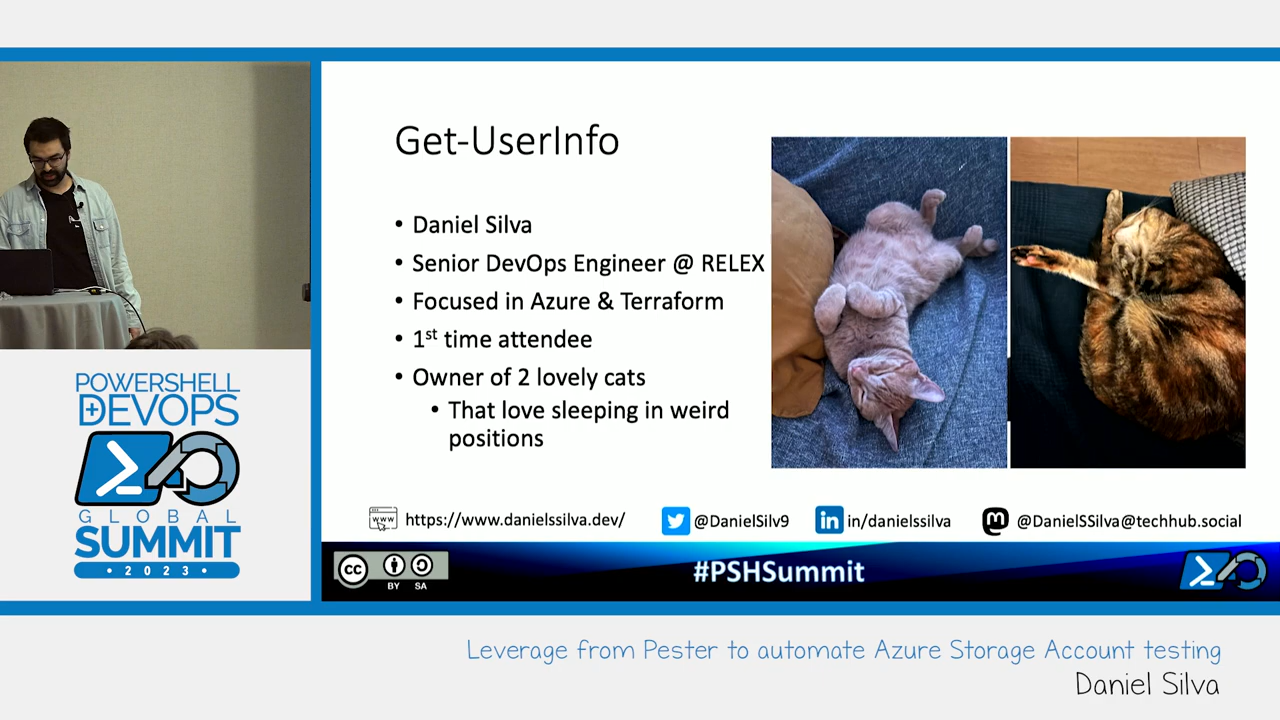 Get-UserInfo
• Daniel Silva
• Senior DevOps Engineer @ RELEX
• Focused in Azure & Terraform
• 1st time attendee
• Owner of 2 lovely cats
• That love sleeping in weird
positions
www
https://www.danielssilva.dev/
@DanielSilv9
in
in/danielssilva
@DanielSSilva@techhub.social
cc
BY
SA
#PSHSummit
POWERSHELL
+DEVOPS
GLOBAL
SUMMIT
• 2023 •
Leverage from Pester to automate Azure Storage Account testing
Daniel Silva